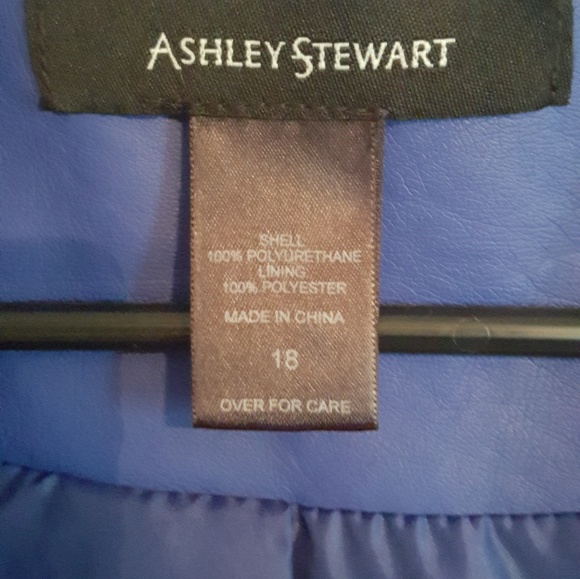 ASHLEY STEWART
SHELL
100% POLYURETHANE
LINING
100% POLYESTER
MADE IN CHINA
18
OVER FOR CARE